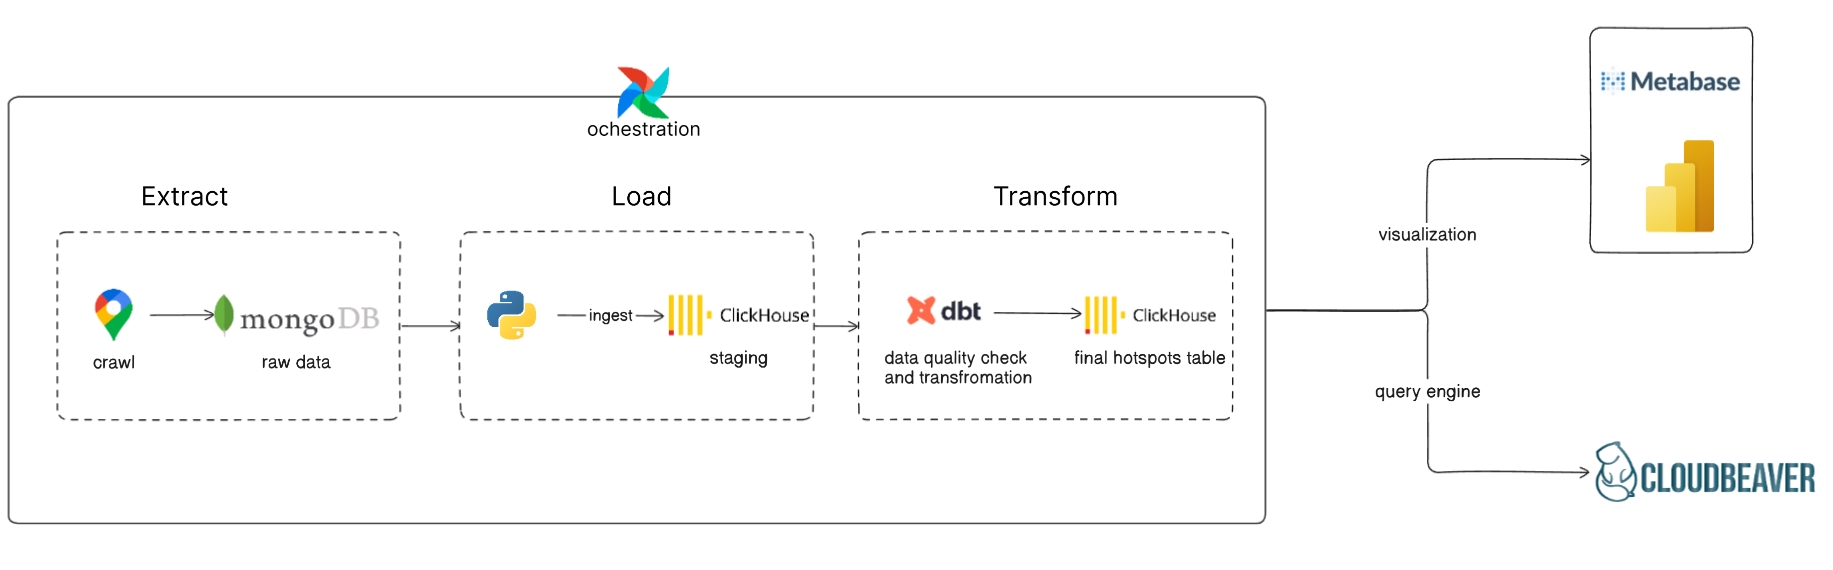 ochestration
Extract
Load
Transform
crawl
mongoDB
raw data
ingest
ClickHouse
staging
dbt
data quality check
and transfromation
ClickHouse
final hotspots table
visualization
query engine
Metabase
CLOUDBEAVER